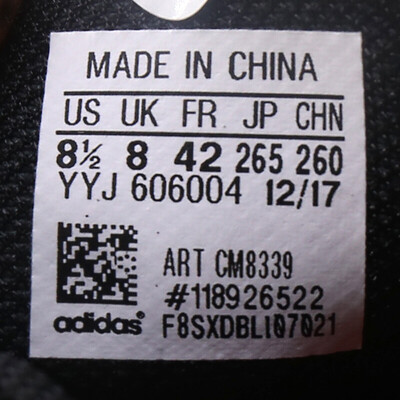 MADE IN CHINA
US UK FR JP CHN
8½ 8 42 265 260
YYJ 606004 12/17
ART CM8339
#118926522
adidas® F8SXDBLI07021